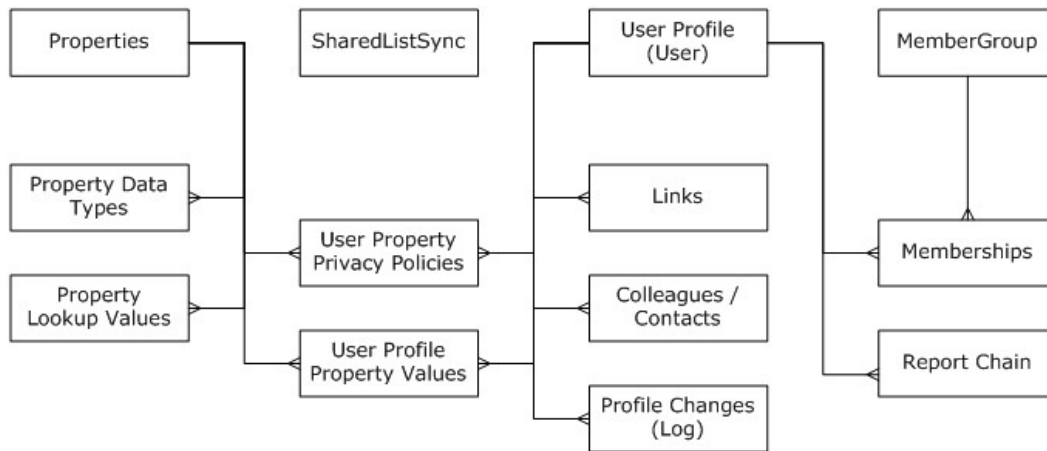 Properties
SharedListSync
User Profile
(User)
MemberGroup
Property Data
Types
Links
User Property
Privacy Policies
Memberships
Property
Lookup Values
Colleagues /
Contacts
User Profile
Property Values
Report Chain
Profile Changes
(Log)